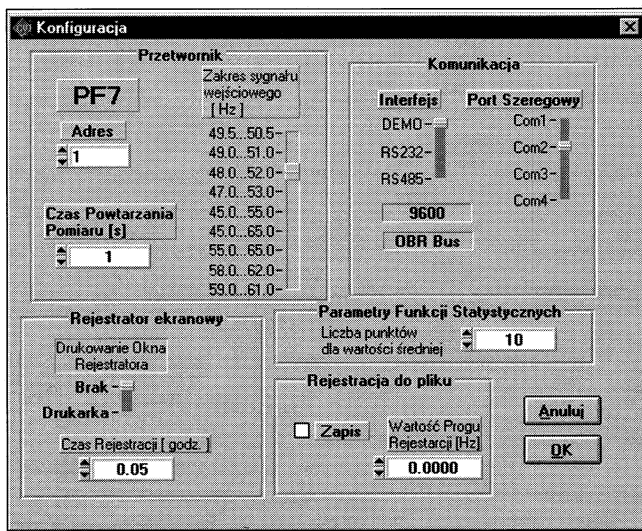 Konfiguracja
Przetwornik
PF7
Adres
1
Czas Powtarzania
Pomiaru [s]
1
Zakres sygnału
wejściowego
[ Hz ]
49.5...50.5
49.0...51.0
48.0...52.0
47.0...53.0
45.0...55.0
45.0...65.0
55.0...65.0
58.0...62.0
59.0...61.0
Komunikacja
Interfejs
DEMO
RS232
RS485
9600
OBR Bus
Port Szeregowy
Com1
Com2
Com3
Com4
Rejestrator ekranowy
Drukowanie Okna
Rejestratora
Brak
Drukarka
Czas Rejestracji [ godz. ]
0.05
Parametry Funkcji Statystycznych
Liczba punktów
dla wartości średniej
10
Rejestracja do pliku
Zapis
Wartość Progu
Rejestarcji [Hz]
0.0000
Anuluj
OK